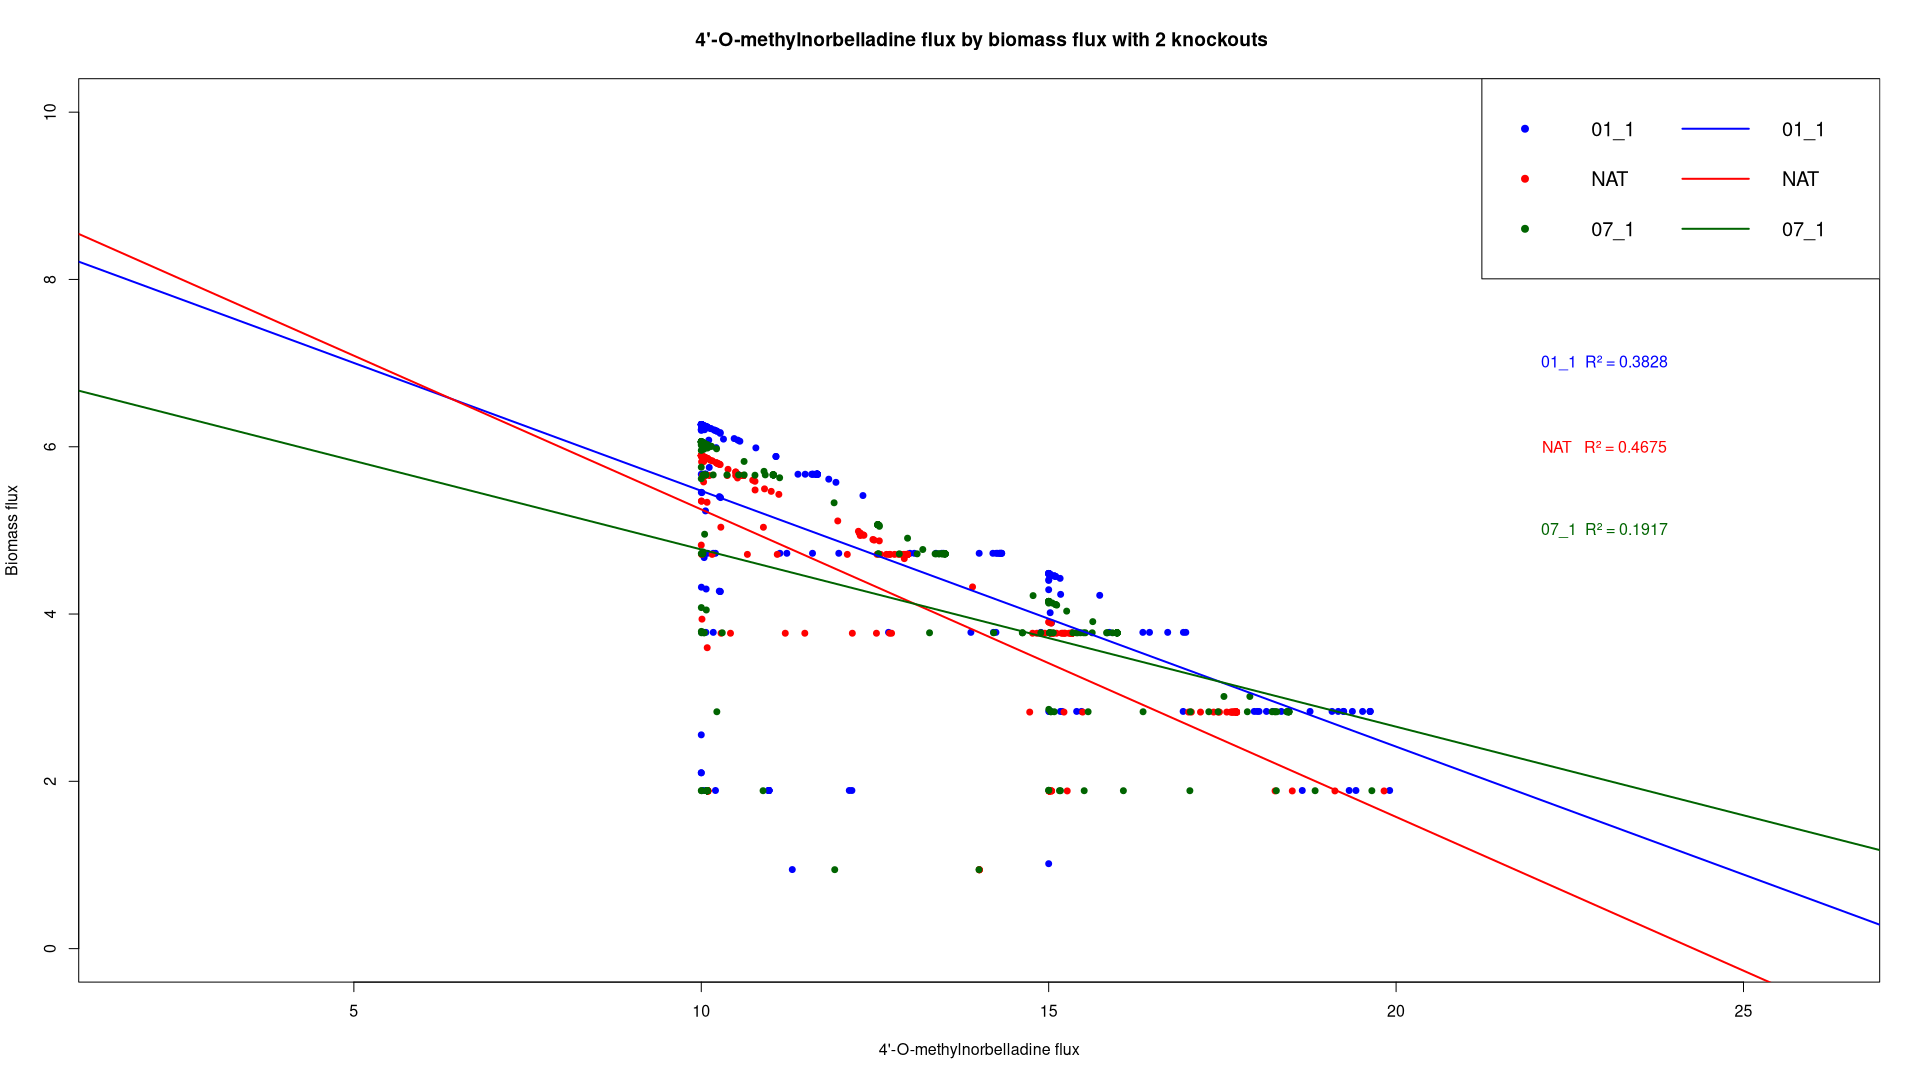 4'-O-methylnorbelladine flux by biomass flux with 2 knockouts
01_1 01_1
NAT NAT
07_1 07_1
01_1 R² = 0.3828
NAT R² = 0.4675
07_1 R² = 0.1917
Biomass flux
10
8
6
4
2
0
5 10 15 20 25
4'-O-methylnorbelladine flux